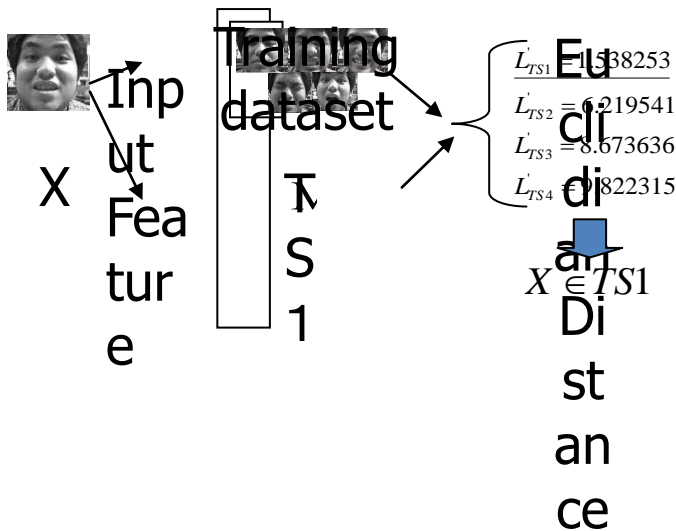 X
Inp
ut
Fea
tur
e
Training
dataset
T
S
1
Eu
cli
di
an
Di
st
an
ce
L'TS1 = 1.538253
L'TS2 = 6.219541
L'TS3 = 8.673636
L'TS4 = 9.822315
X ∈ TS1